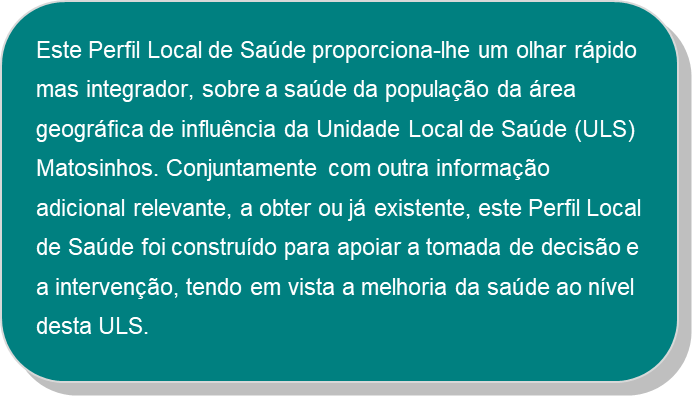 Este Perfil Local de Saúde proporciona-lhe um olhar rápido
mas integrador, sobre a saúde da população da área
geográfica de influência da Unidade Local de Saúde (ULS)
Matosinhos. Conjuntamente com outra informação
adicional relevante, a obter ou já existente, este Perfil Local
de Saúde foi construído para apoiar a tomada de decisão e
a intervenção, tendo em vista a melhoria da saúde ao nível
desta ULS.